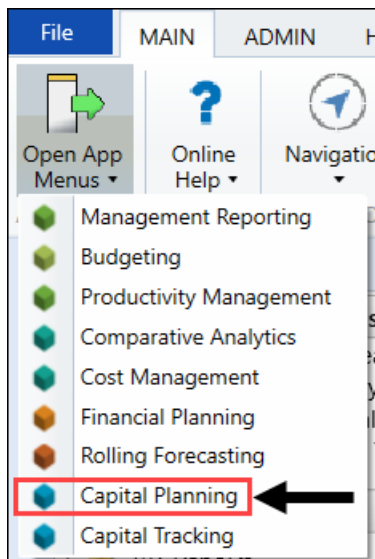 File
MAIN
ADMIN
Open App
Menus
Online
Help
Management Reporting
Budgeting
Productivity Management
Comparative Analytics
Cost Management
Financial Planning
Rolling Forecasting
Capital Planning
Capital Tracking